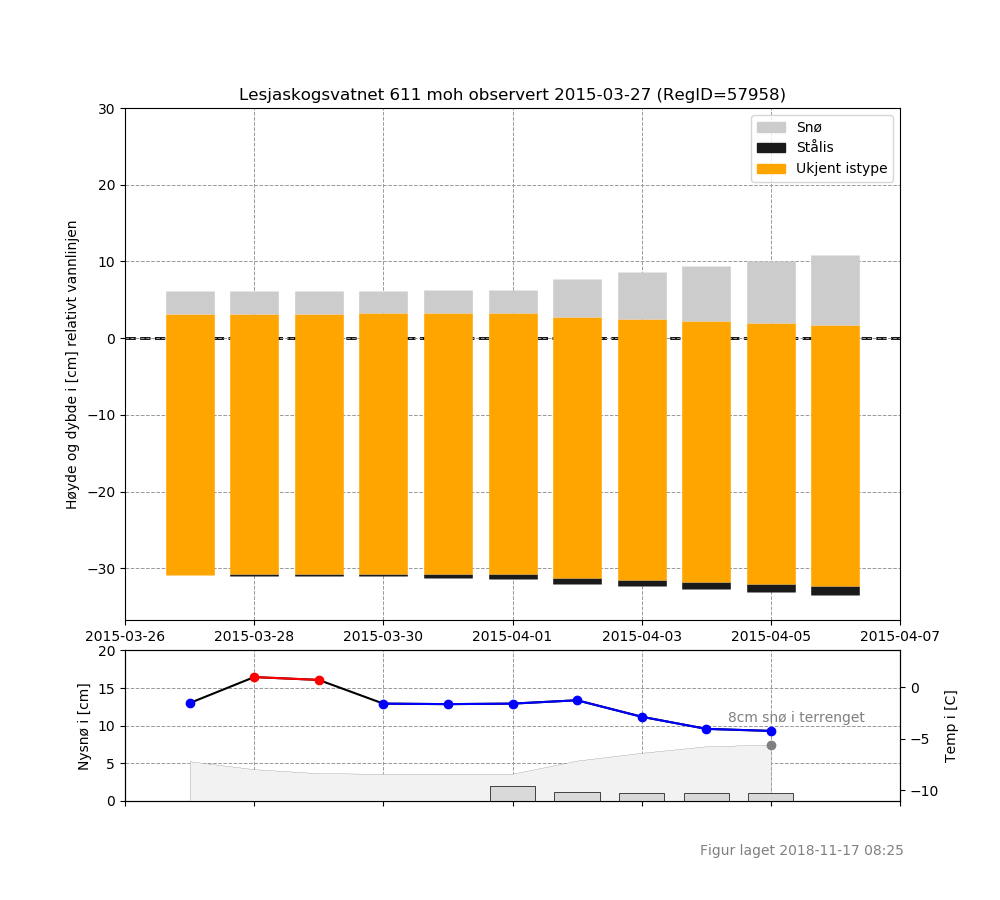 Lesjaskogsvatnet 611 moh observert 2015-03-27 (RegID=57958)
Høyde og dybde i [cm] relativt vannlinjen
30
20
10
0
−10
−20
−30
Snø
Stålis
Ukjent istype
2015-03-26 2015-03-28 2015-03-30 2015-04-01 2015-04-03 2015-04-05 2015-04-07
Nysnø i [cm]
20
15
10
5
0
8cm snø i terrenget
0
−5
−10
Temp i [C]
Figur laget 2018-11-17 08:25